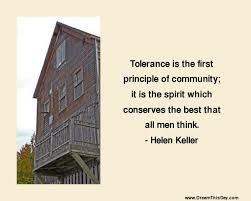 Tolerance is the first
principle of community;
it is the spirit which
conserves the best that
all men think.
- Helen Keller
www.DreamThisDay.com